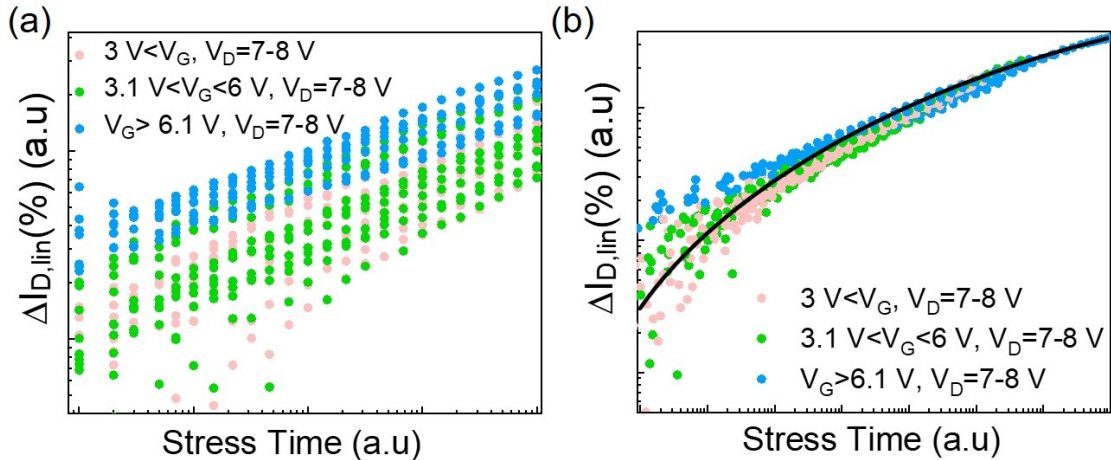 (a)
3 V<V_G, V_D=7-8 V
3.1 V<V_G<6 V, V_D=7-8 V
V_G> 6.1 V, V_D=7-8 V
ΔI_D,lin(%) (a.u)
Stress Time (a.u)
(b)
ΔI_D,lin(%) (a.u)
3 V<V_G, V_D=7-8 V
3.1 V<V_G<6 V, V_D=7-8 V
V_G>6.1 V, V_D=7-8 V
Stress Time (a.u)